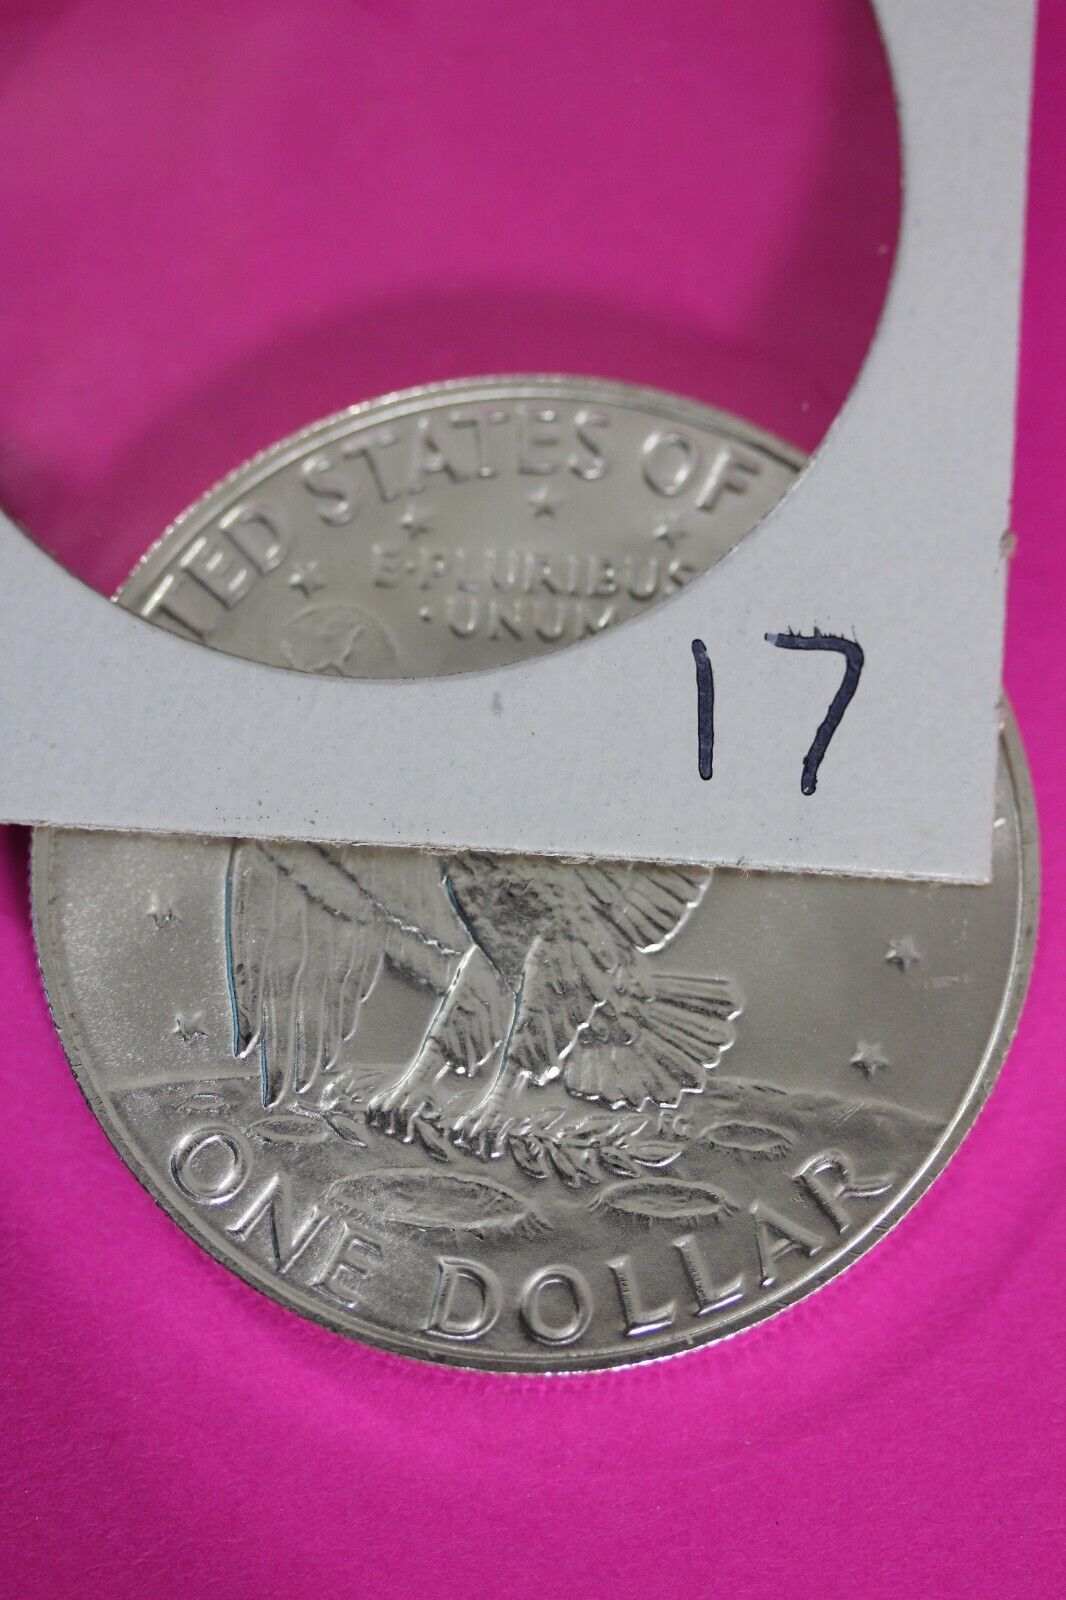 TED STATES OF
E·PLURIBUS
·UNUM
17
ONE DOLLAR